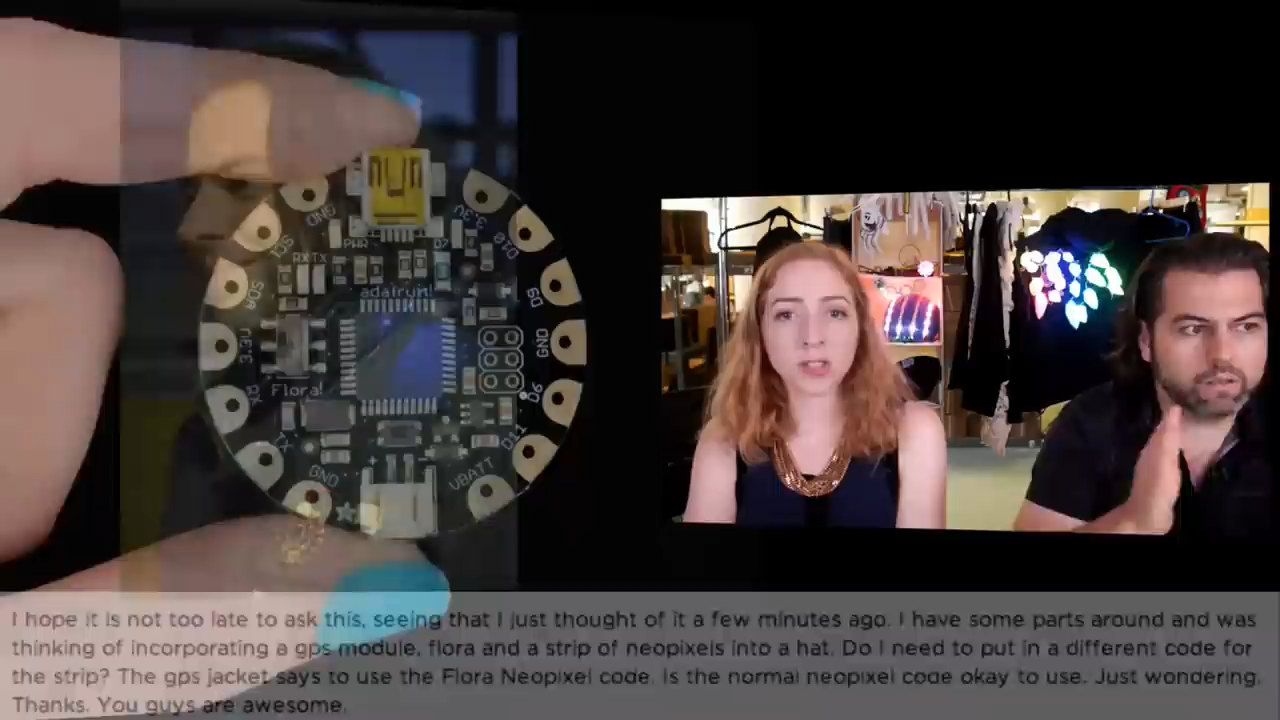 GND
3.3V
SCL
D10
PWR
D7
RX TX
SDA
adafruit
D9
3.3V
GND
Flora!
D6
RX
D11
TX
GND
VBATT
I hope it is not too late to ask this, seeing that I just thought of it a few minutes ago. I have some parts around and was
thinking of incorporating a gps module, flora and a strip of neopixels into a hat. Do I need to put in a different code for
the strip? The gps jacket says to use the Flora Neopixel code. Is the normal neopixel code okay to use. Just wondering.
Thanks. You guys are awesome.